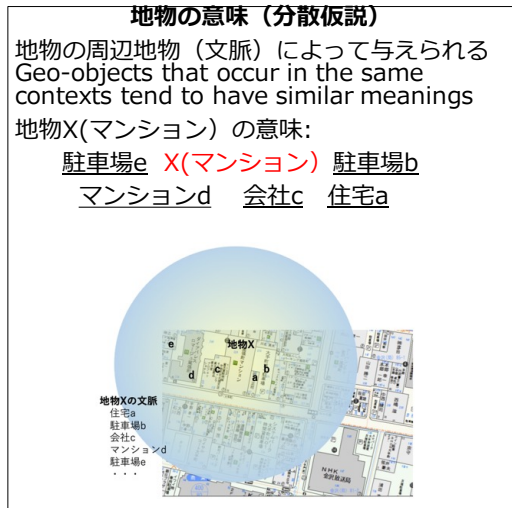 地物の意味（分散仮説）
地物の周辺地物（文脈）によって与えられる
Geo-objects that occur in the same
contexts tend to have similar meanings
地物X(マンション）の意味:
駐車場e X(マンション） 駐車場b
マンションd 会社c 住宅a
地物X
e
d
c
b
a
地物Xの文脈
住宅a
駐車場b
会社c
マンションd
駐車場e
・・・
NHK
金沢放送局